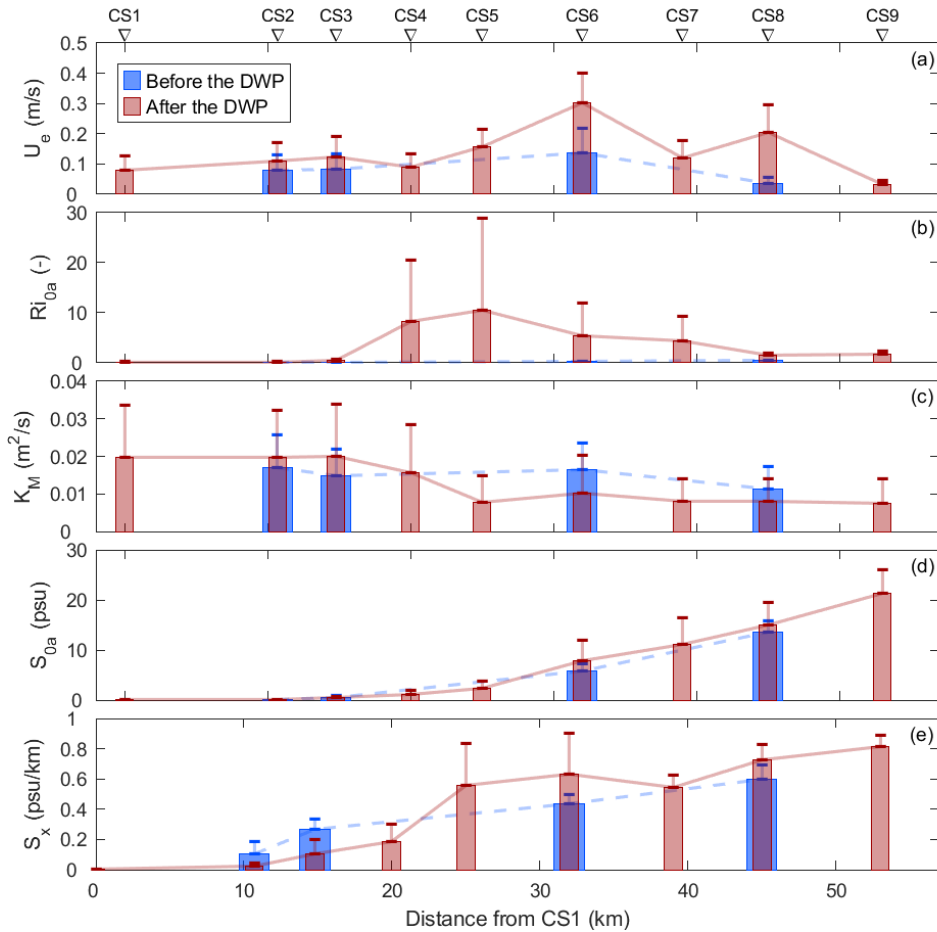 CS1 CS2 CS3 CS4 CS5 CS6 CS7 CS8 CS9
0.5
0.4
0.3
0.2
0.1
0
U_e (m/s)
(a)
Before the DWP
After the DWP
30
20
10
0
Ri_0a (-)
(b)
0.04
0.03
0.02
0.01
0
K_M (m²/s)
(c)
30
20
10
0
S_0a (psu)
(d)
1
0.8
0.6
0.4
0.2
0
S_x (psu/km)
(e)
0 10 20 30 40 50
Distance from CS1 (km)